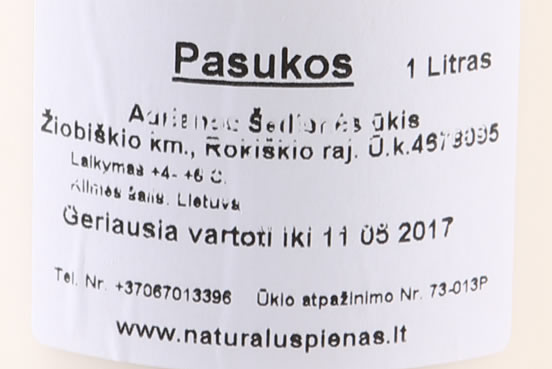 Pasukos 1 Litras
ūkis
Žiobiškio km., Rokiškio raj. Ū.k.
Laikymas +4- +6 C.
Kilmės šalis. Lietuva
Geriausia vartoti iki 11 05 2017
Tel. Nr. +37067013396 Ūkio atpažinimo Nr. 73-013P
www.naturaluspienas.lt